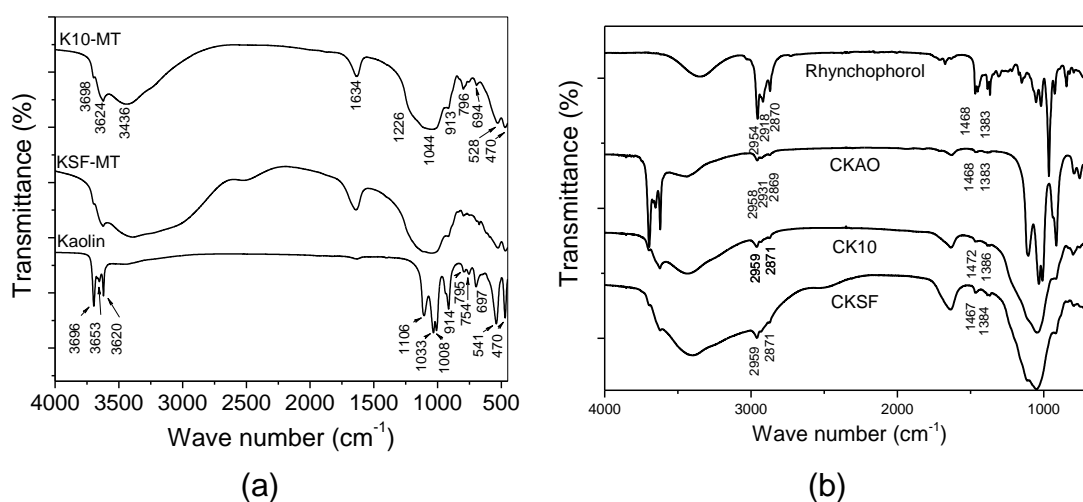 K10-MT
3698
3624
3436
1634
1226
1044
913
796
694
528
470
KSF-MT
Kaolin
3696
3653
3620
1106
1033
1008
914
795
754
697
541
470
Transmittance (%)
4000 3500 3000 2500 2000 1500 1000 500
Wave number (cm-1)
(a)
Rhynchophorol
2954
2918
2870
1468
1383
CKAO
2958
2931
2869
1468
1383
CK10
2959
2871
1472
1386
CKSF
2959
2871
1467
1384
Transmittance (%)
4000 3000 2000 1000
Wave number (cm-1)
(b)